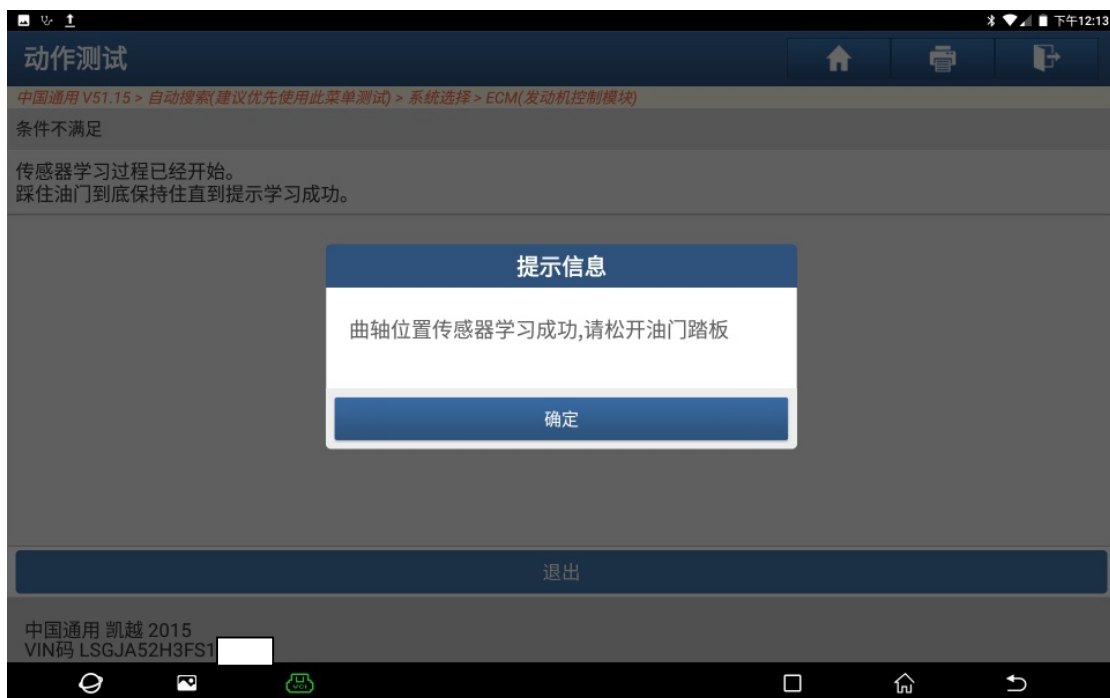 下午12:13
动作测试
中国通用 V51.15 > 自动搜索(建议优先使用此菜单测试) > 系统选择 > ECM(发动机控制模块)
条件不满足
传感器学习过程已经开始。
踩住油门到底保持住直到提示学习成功。
提示信息
曲轴位置传感器学习成功,请松开油门踏板
确定
退出
中国通用 凯越 2015
VIN码 LSGJA52H3FS1
VCI